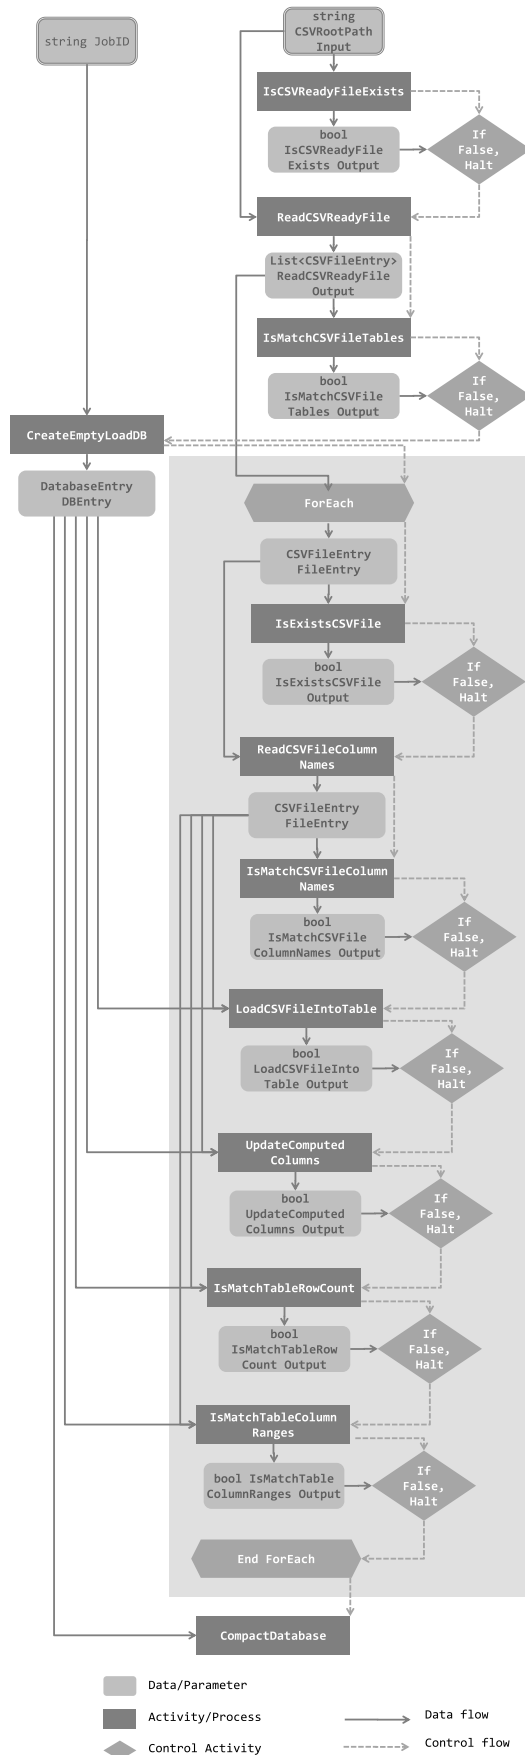 string JobID
string
CSVRootPath
Input
IsCSVReadyFileExists
bool
IsCSVReadyFile
Exists Output
If
False,
Halt
ReadCSVReadyFile
List<CSVFileEntry>
ReadCSVReadyFile
Output
IsMatchCSVFileTables
bool
IsMatchCSVFile
Tables Output
If
False,
Halt
CreateEmptyLoadDB
DatabaseEntry
DBEntry
ForEach
CSVFileEntry
FileEntry
IsExistsCSVFile
bool
IsExistsCSVFile
Output
If
False,
Halt
ReadCSVFileColumn
Names
CSVFileEntry
FileEntry
IsMatchCSVFileColumn
Names
bool
IsMatchCSVFile
ColumnNames Output
If
False,
Halt
LoadCSVFileIntoTable
bool
LoadCSVFileInto
Table Output
If
False,
Halt
UpdateComputed
Columns
bool
UpdateComputed
Columns Output
If
False,
Halt
IsMatchTableRowCount
bool
IsMatchTableRow
Count Output
If
False,
Halt
IsMatchTableColumn
Ranges
bool IsMatchTable
ColumnRanges Output
If
False,
Halt
End ForEach
CompactDatabase
Data/Parameter
Activity/Process
Control Activity
Data flow
Control flow